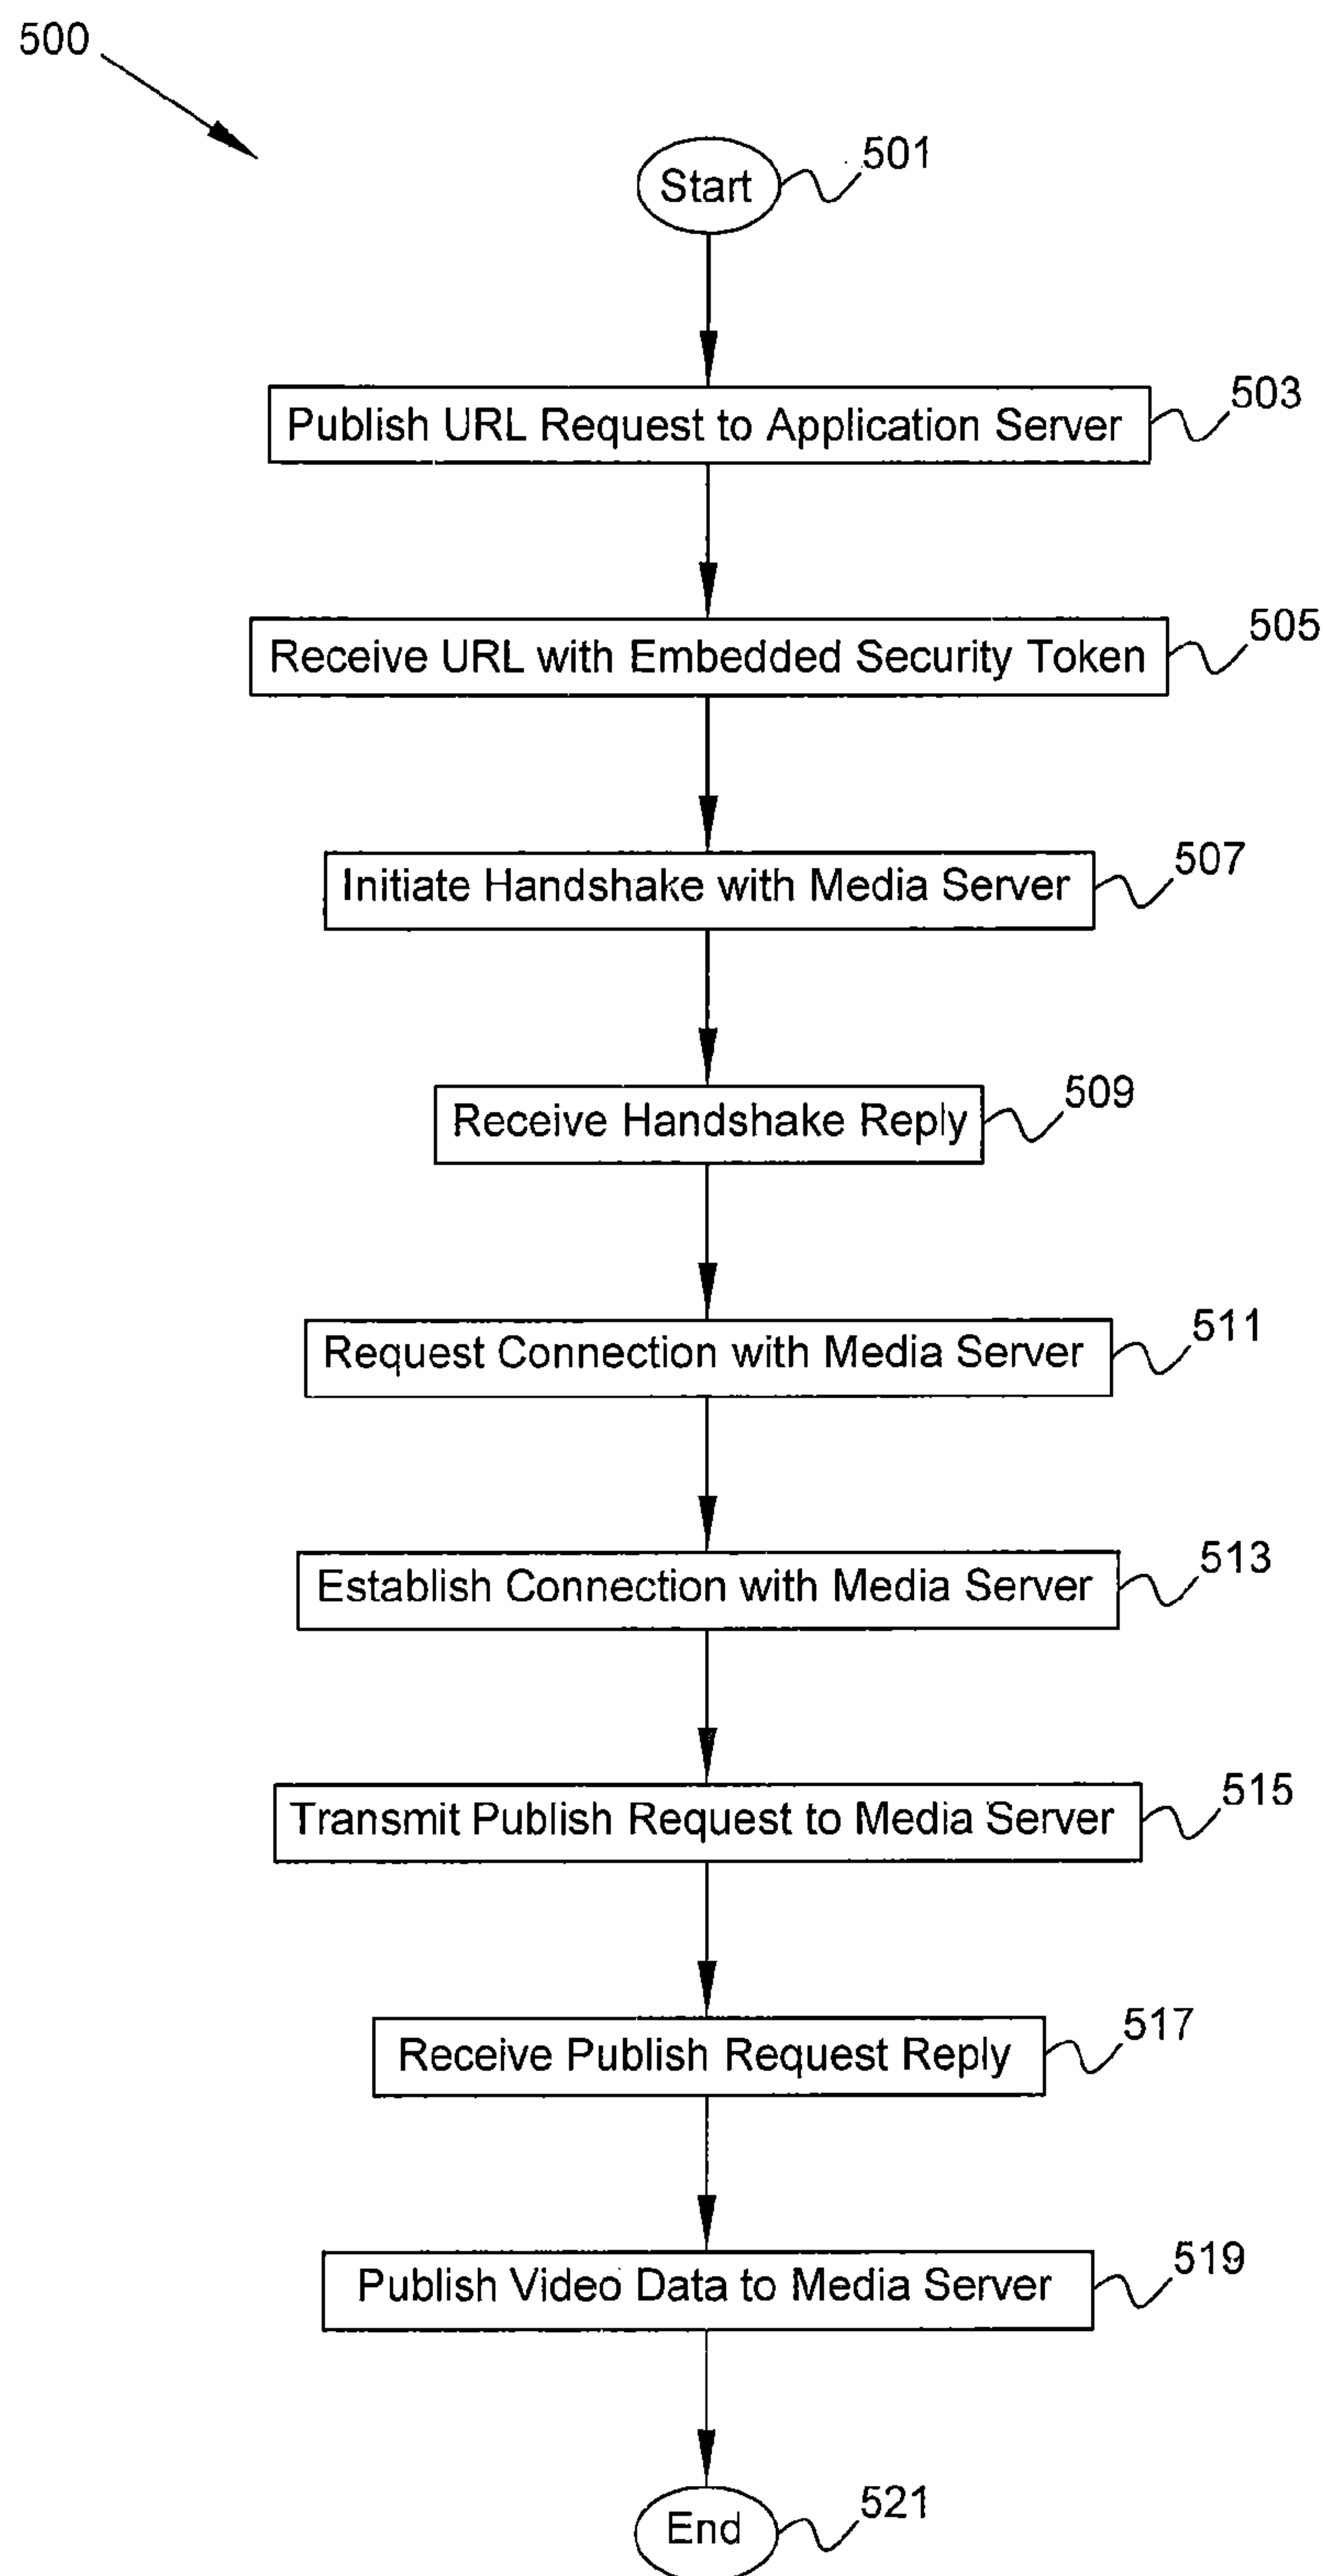 500
Start
501
Publish URL Request to Application Server
503
Receive URL with Embedded Security Token
505
Initiate Handshake with Media Server
507
Receive Handshake Reply
509
Request Connection with Media Server
511
Establish Connection with Media Server
513
Transmit Publish Request to Media Server
515
Receive Publish Request Reply
517
Publish Video Data to Media Server
519
End
521